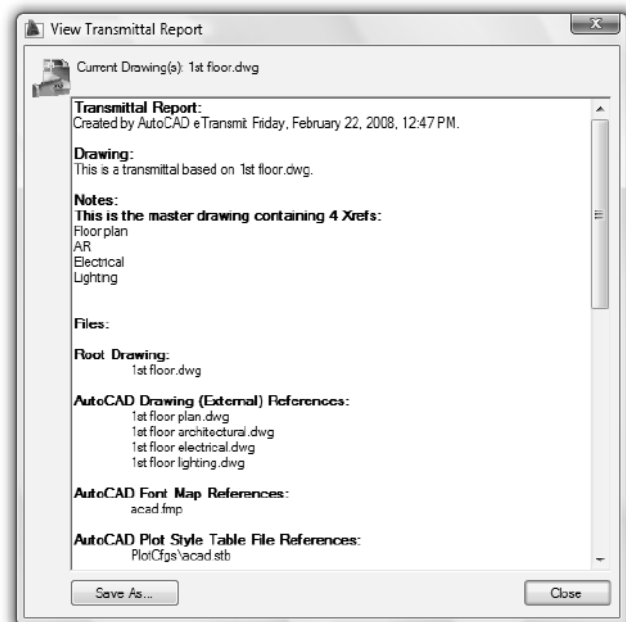 View Transmittal Report
x
Current Drawing(s): 1st floor.dwg
Transmittal Report:
Created by AutoCAD eTransmit Friday, February 22, 2008, 12:47 PM.
Drawing:
This is a transmittal based on 1st floor.dwg.
Notes:
This is the master drawing containing 4 Xrefs:
Floor plan
AR
Electrical
Lighting
Files:
Root Drawing:
1st floor.dwg
AutoCAD Drawing (External) References:
1st floor plan.dwg
1st floor architectural.dwg
1st floor electrical.dwg
1st floor lighting.dwg
AutoCAD Font Map References:
acad.fmp
AutoCAD Plot Style Table File References:
PlotCfgs\acad.stb
Save As...
Close